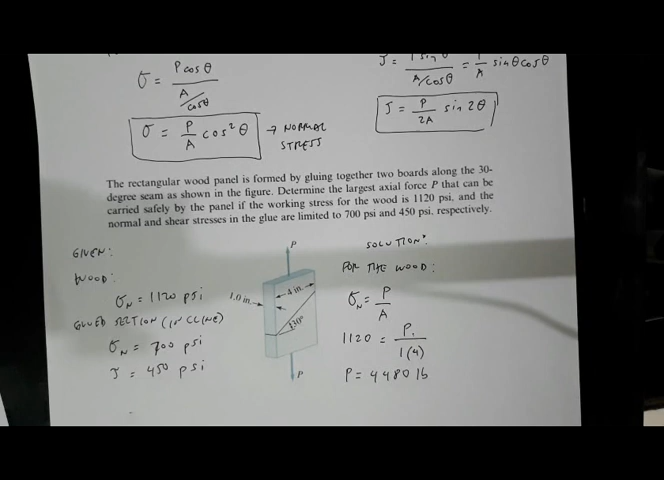 σ = P cos θ / (A / cos θ)
σ = P/A cos² θ → NORMAL STRESS
J = / A/cos θ = 1/A sin θ cos θ
J = P/2A sin 2θ
The rectangular wood panel is formed by gluing together two boards along the 30-
degree seam as shown in the figure. Determine the largest axial force P that can be
carried safely by the panel if the working stress for the wood is 1120 psi, and the
normal and shear stresses in the glue are limited to 700 psi and 450 psi, respectively.
GIVEN:
WOOD:
σN = 1120 psi
GLUED SECTION (INCLINE)
σN = 700 psi
J = 450 psi
P
1.0 in.
4 in.
30°
P
SOLUTION:
FOR THE WOOD:
σN = P/A
1120 = P/1(4)
P = 4480 lb